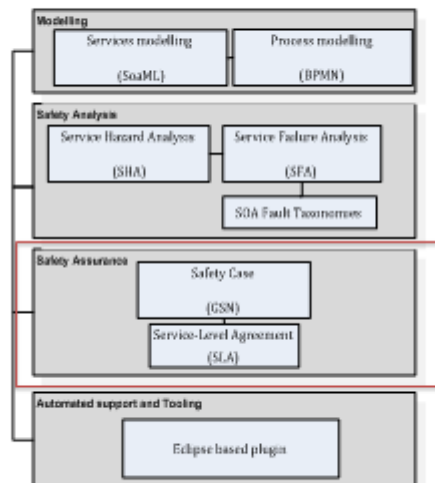 Modelling
Services modelling
(SoaML)
Process modelling
(BPMN)
Safety Analysis
Service Hazard Analysis
(SHA)
Service Failure Analysis
(SFA)
SOA Fault Taxonomies
Safety Assurance
Safety Case
(GSN)
Service-Level Agreement
(SLA)
Automated support and Tooling
Eclipse based plugin